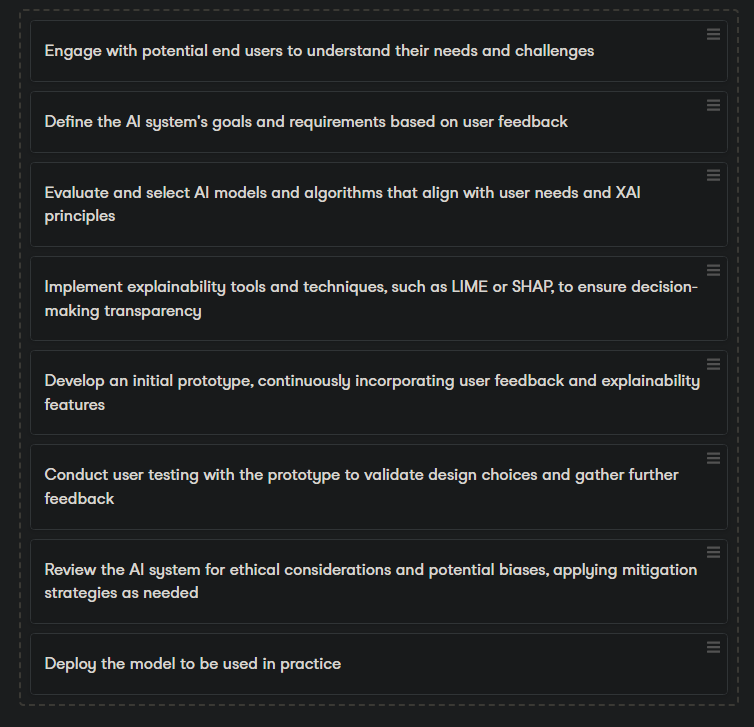 Engage with potential end users to understand their needs and challenges
Define the AI system's goals and requirements based on user feedback
Evaluate and select AI models and algorithms that align with user needs and XAI
principles
Implement explainability tools and techniques, such as LIME or SHAP, to ensure decision-
making transparency
Develop an initial prototype, continuously incorporating user feedback and explainability
features
Conduct user testing with the prototype to validate design choices and gather further
feedback
Review the AI system for ethical considerations and potential biases, applying mitigation
strategies as needed
Deploy the model to be used in practice